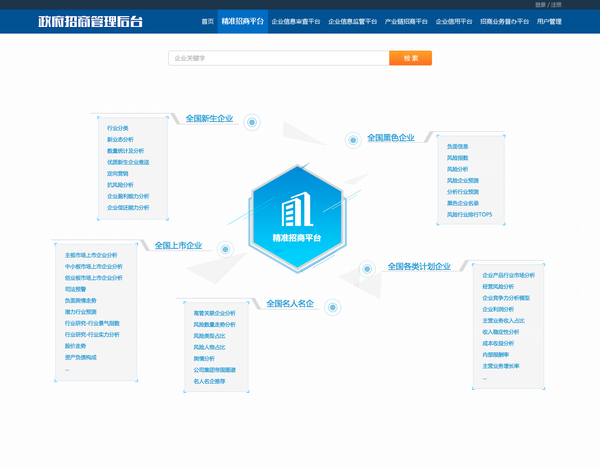 登录 / 注册
政府招商管理后台
首页 精准招商平台 企业信息审查平台 企业信息监管平台 产业链招商平台 企业信用平台 招商业务督办平台 用户管理
企业关键字
检 索
全国新生企业
行业分类
新业态分析
数量统计及分析
优质新生企业推送
定向营销
抗风险分析
企业盈利能力分析
企业偿还能力分析
全国黑色企业
负面信息
风险指数
风险分析
风险企业预测
分析行业预测
黑色企业名录
风险行业排行TOP5
精准招商平台
全国上市企业
主板市场上市企业分析
中小板市场上市企业分析
创业板市场上市企业分析
司法预警
负面舆情走势
潜力行业预测
行业研究-行业景气指数
行业研究-行业实力分析
股价走势
资产负债构成
...
全国各类计划企业
企业产品行业市场分析
经营风险分析
企业竞争力分析模型
企业利润分析
主营业务收入占比
收入稳定性分析
成本收益分析
内部报酬率
主营业务增长率
...
全国名人名企
高管关联企业分析
风险数量走势分析
风险类型占比
风险人物占比
舆情分析
公司集团帝国图谱
名人名企推荐